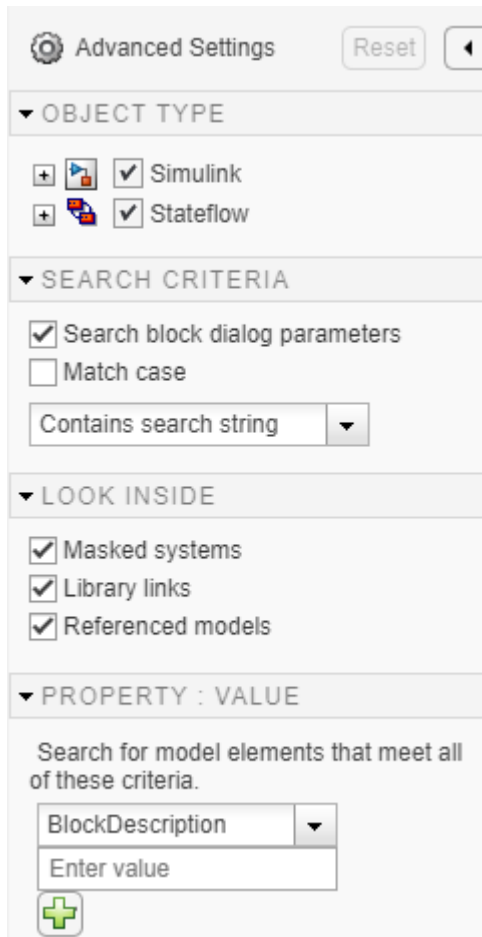 Advanced Settings Reset
OBJECT TYPE
Simulink
Stateflow
SEARCH CRITERIA
Search block dialog parameters
Match case
Contains search string
LOOK INSIDE
Masked systems
Library links
Referenced models
PROPERTY : VALUE
Search for model elements that meet all
of these criteria.
BlockDescription
Enter value